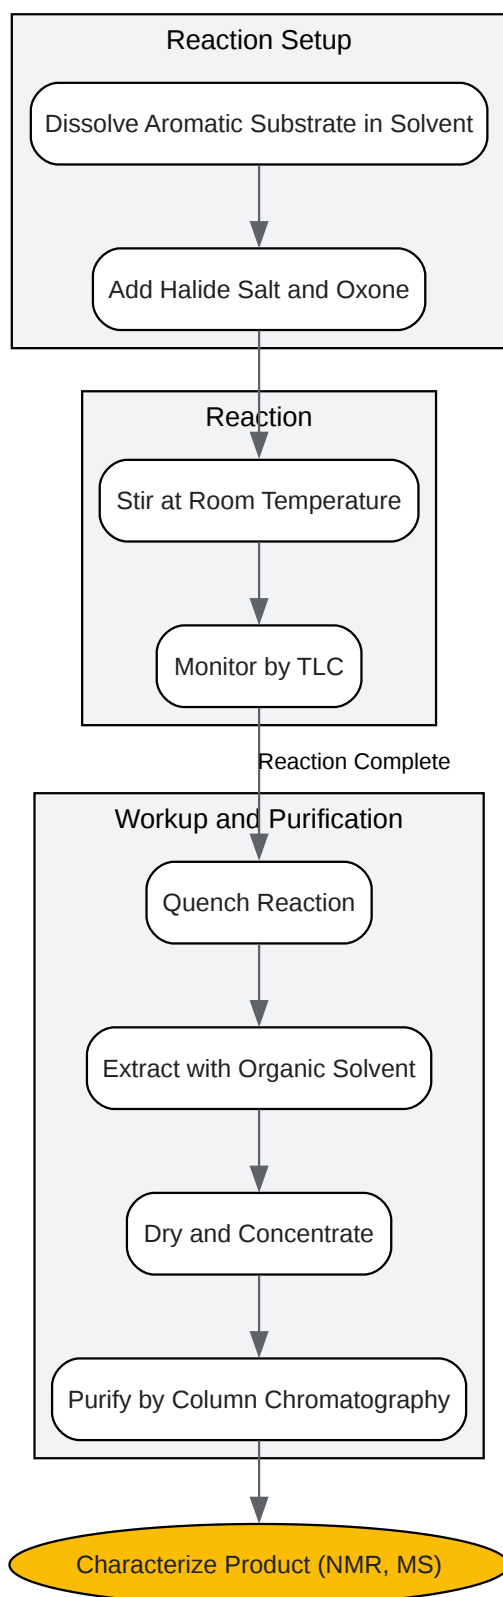 Reaction Setup
Dissolve Aromatic Substrate in Solvent
Add Halide Salt and Oxone
Reaction
Stir at Room Temperature
Monitor by TLC
Reaction Complete
Workup and Purification
Quench Reaction
Extract with Organic Solvent
Dry and Concentrate
Purify by Column Chromatography
Characterize Product (NMR, MS)